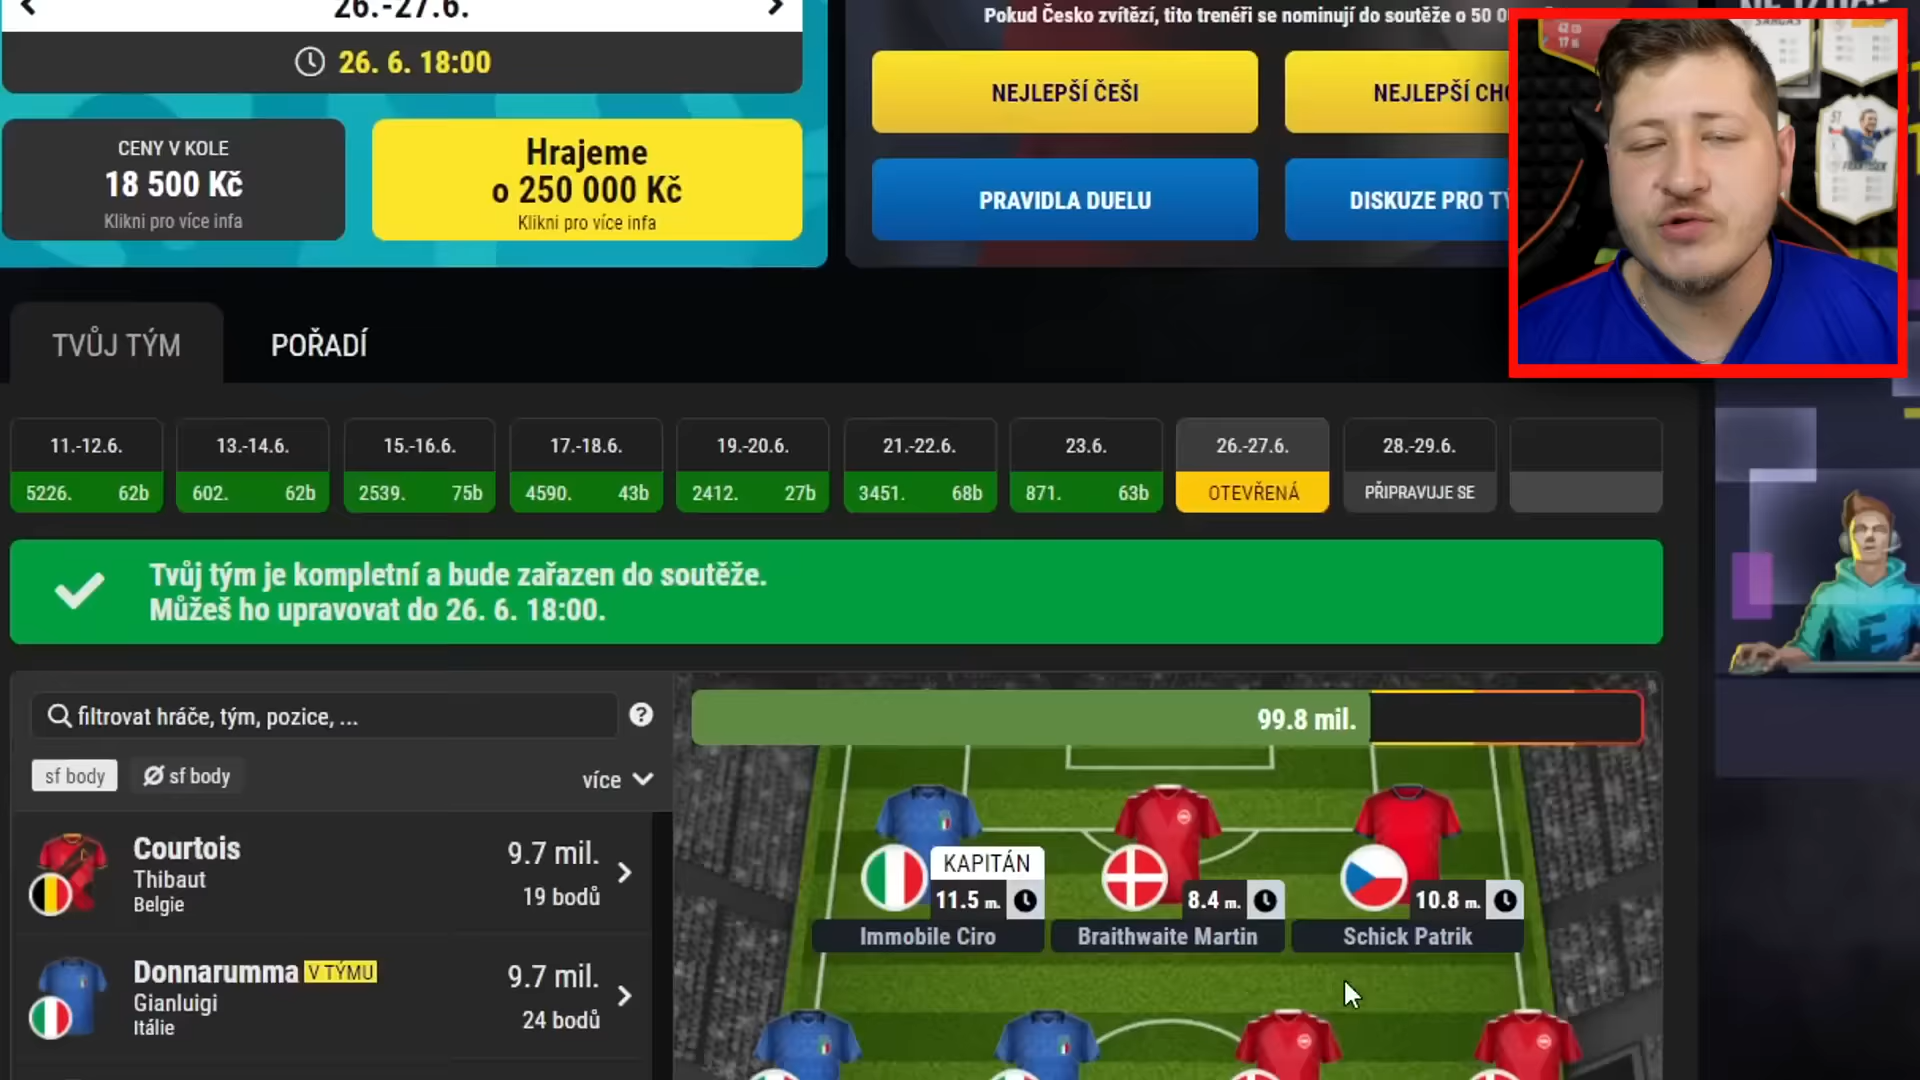 26.-27.6.
26. 6. 18:00
CENY V KOLE
18 500 Kč
Klikni pro více infa
Hrajeme
o 250 000 Kč
Klikni pro více infa
Pokud Česko zvítězí, tito trenéři se nominují do soutěže o 50
NEJLEPŠÍ ČEŠI
NEJLEPŠÍ
PRAVIDLA DUELU
DISKUZE PRO
TVŮJ TÝM
POŘADÍ
11.-12.6.
5226. 62b
13.-14.6.
602. 62b
15.-16.6.
2539. 75b
17.-18.6.
4590. 43b
19.-20.6.
2412. 27b
21.-22.6.
3451. 68b
23.6.
871. 63b
26.-27.6.
OTEVŘENÁ
28.-29.6.
PŘIPRAVUJE SE
Tvůj tým je kompletní a bude zařazen do soutěže.
Můžeš ho upravovat do 26. 6. 18:00.
filtrovat hráče, tým, pozice, ...
sf body
Ø sf body
více
Courtois
Thibaut
Belgie
9.7 mil.
19 bodů
Donnarumma V TÝMU
Gianluigi
Itálie
9.7 mil.
24 bodů
99.8 mil.
KAPITÁN
11.5 m.
Immobile Ciro
8.4 m.
Braithwaite Martin
10.8 m.
Schick Patrik